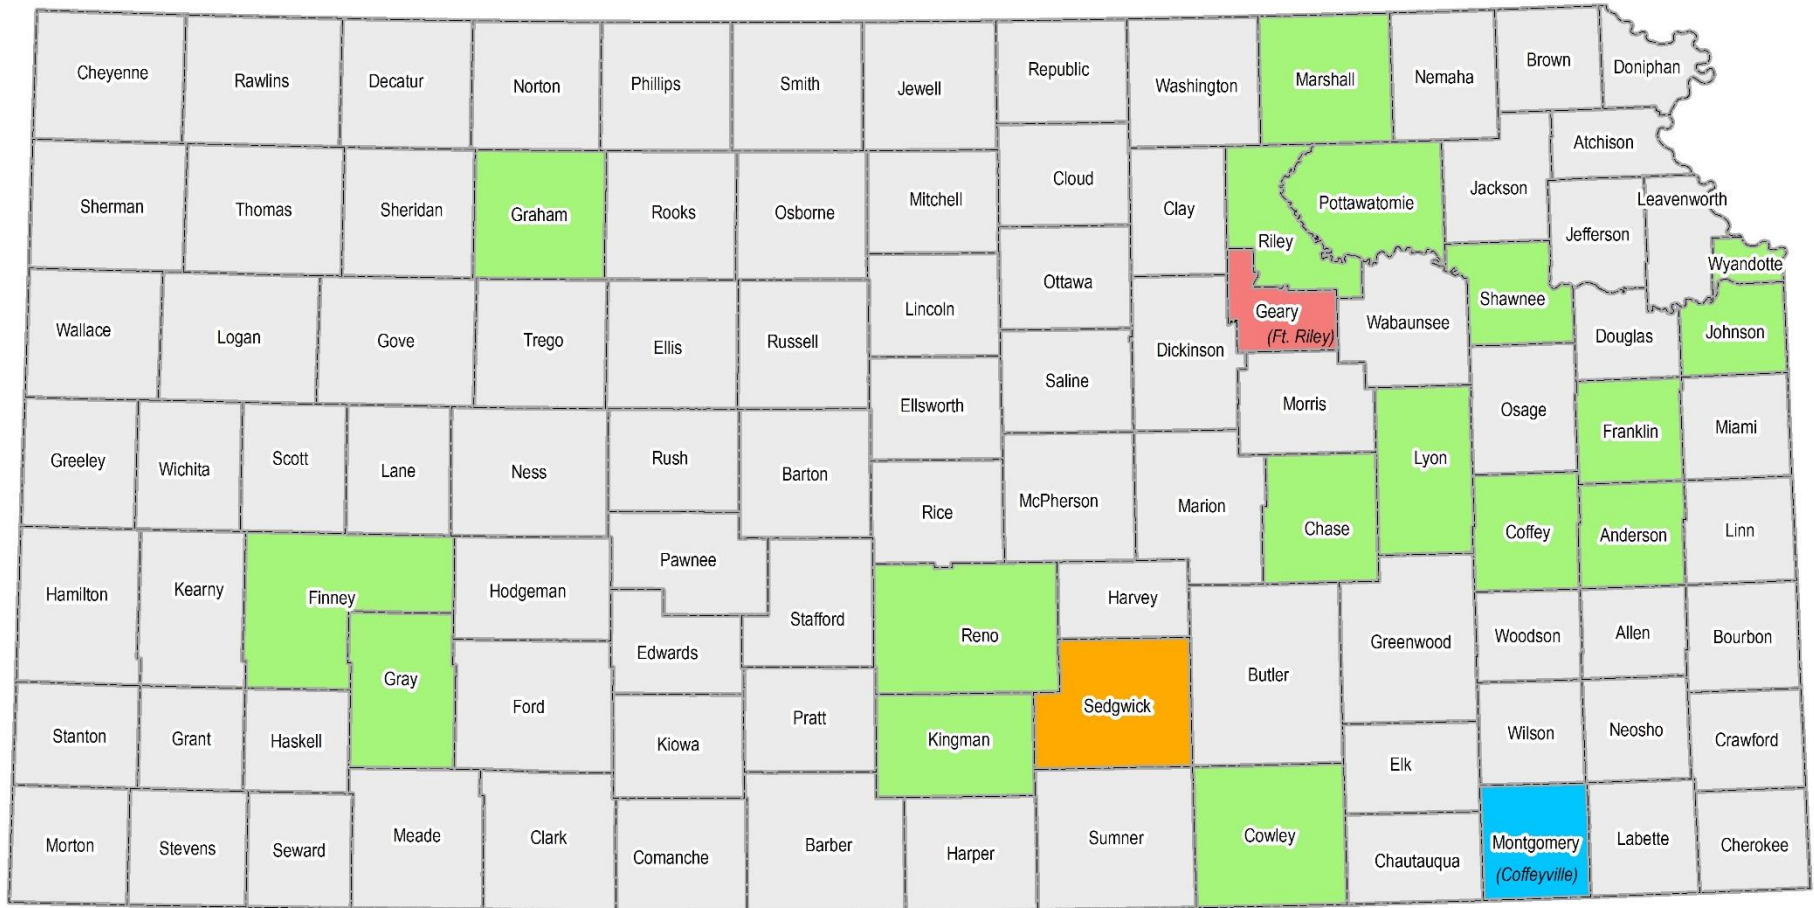 Cheyenne
Rawlins
Decatur
Norton
Phillips
Smith
Jewell
Republic
Washington
Marshall
Nemaha
Brown
Doniphan
Sherman
Thomas
Sheridan
Graham
Rooks
Osborne
Mitchell
Cloud
Clay
Riley
Pottawatomie
Jackson
Atchison
Jefferson
Leavenworth
Wyandotte
Wallace
Logan
Gove
Trego
Ellis
Russell
Lincoln
Ottawa
Saline
Dickinson
Geary
(Ft. Riley)
Wabaunsee
Shawnee
Douglas
Johnson
Greeley
Wichita
Scott
Lane
Ness
Rush
Barton
Ellsworth
Rice
McPherson
Marion
Morris
Chase
Lyon
Osage
Franklin
Miami
Coffey
Anderson
Linn
Hamilton
Kearny
Finney
Gray
Hodgeman
Pawnee
Edwards
Stafford
Reno
Harvey
Sedgwick
Butler
Greenwood
Woodson
Allen
Bourbon
Stanton
Grant
Haskell
Ford
Kiowa
Pratt
Kingman
Elk
Wilson
Neosho
Crawford
Morton
Stevens
Seward
Meade
Clark
Comanche
Barber
Harper
Sumner
Cowley
Chautauqua
Montgomery
(Coffeyville)
Labette
Cherokee